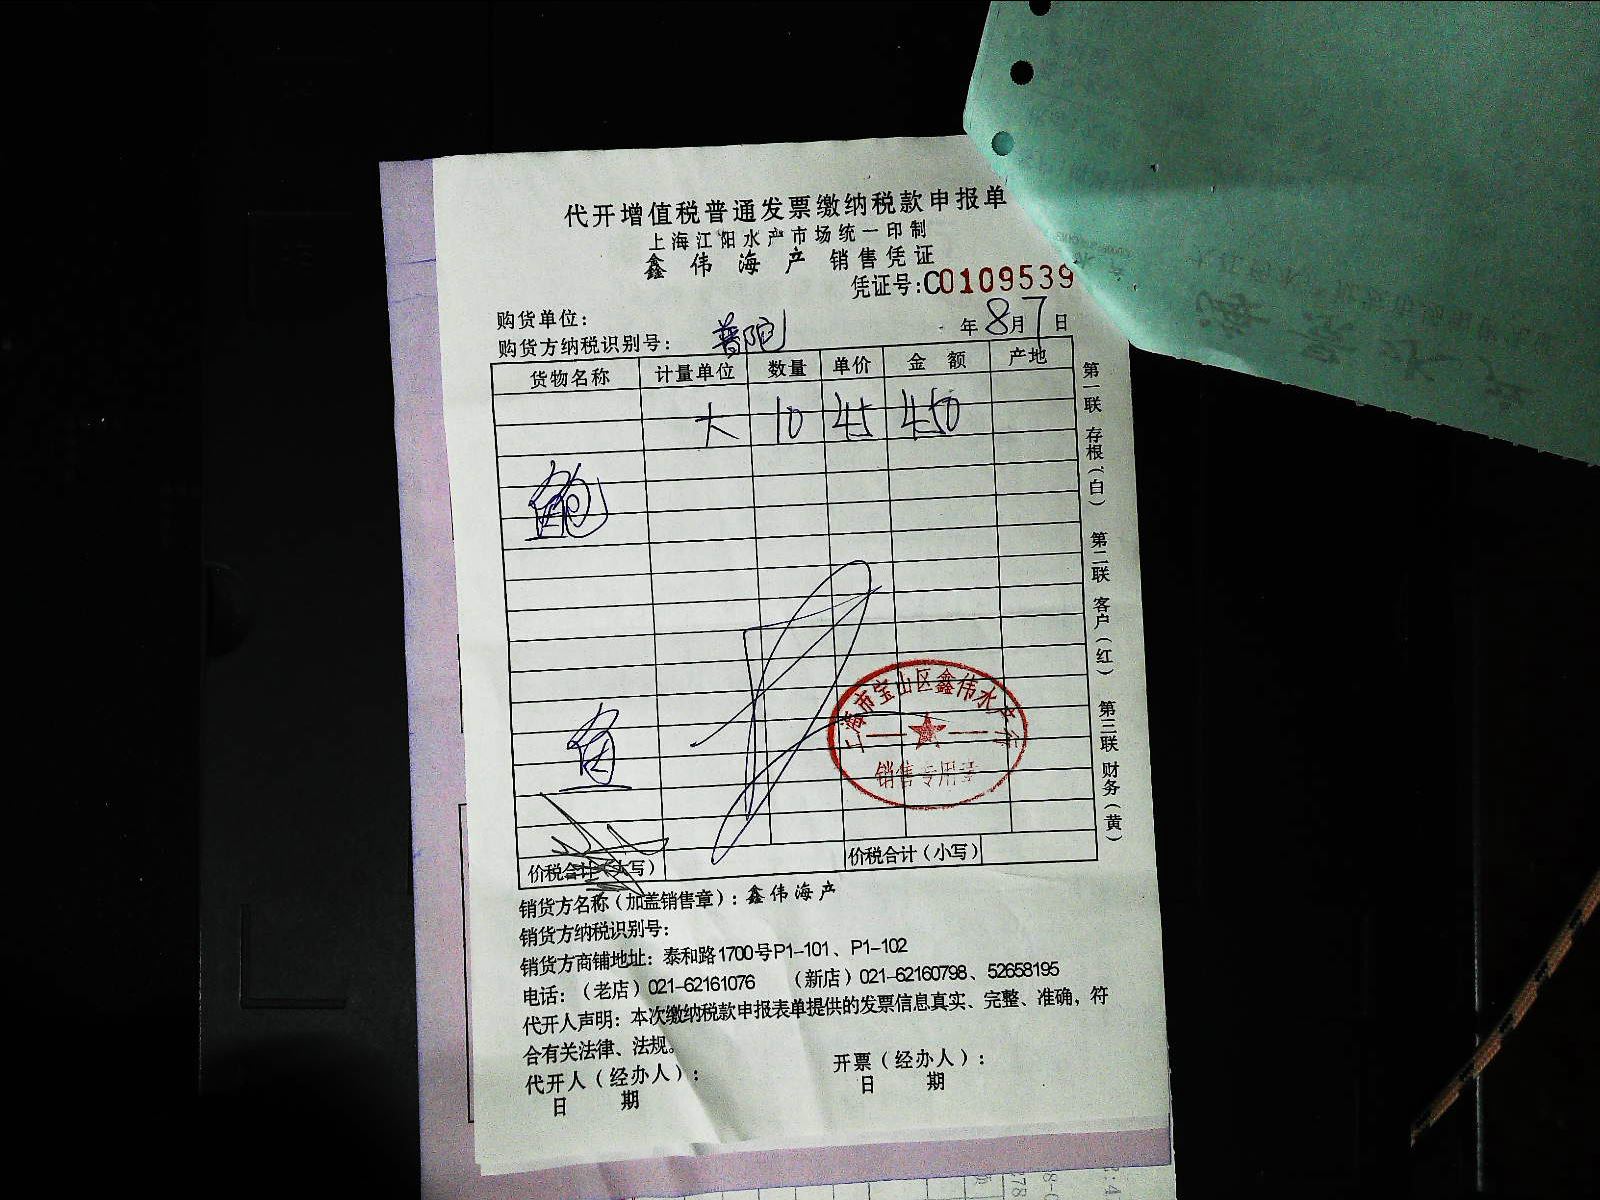 代开增值税普通发票缴纳税款申报单
上海江阳水产市场统一印制
鑫伟海产 销售凭证
凭证号:C0109539
购货单位:
年8月7日
购货方纳税识别号: 普陀
货物名称 计量单位 数量 单价 金额 产地
大 10 45 450
鲍
鱼
价税合计(大写) 价税合计(小写)
上海市宝山区鑫伟水产行
销售专用章
第一联 存根(白) 第二联 客户(红) 第三联 财务(黄)
销货方名称(加盖销售章): 鑫伟海产
销货方纳税识别号:
销货方商铺地址: 泰和路1700号P1-101、P1-102
电话: (老店)021-62161076 (新店)021-62160798、52658195
代开人声明: 本次缴纳税款申报表单提供的发票信息真实、完整、准确, 符
合有关法律、法规。
代开人(经办人): 开票(经办人):
日期 日期